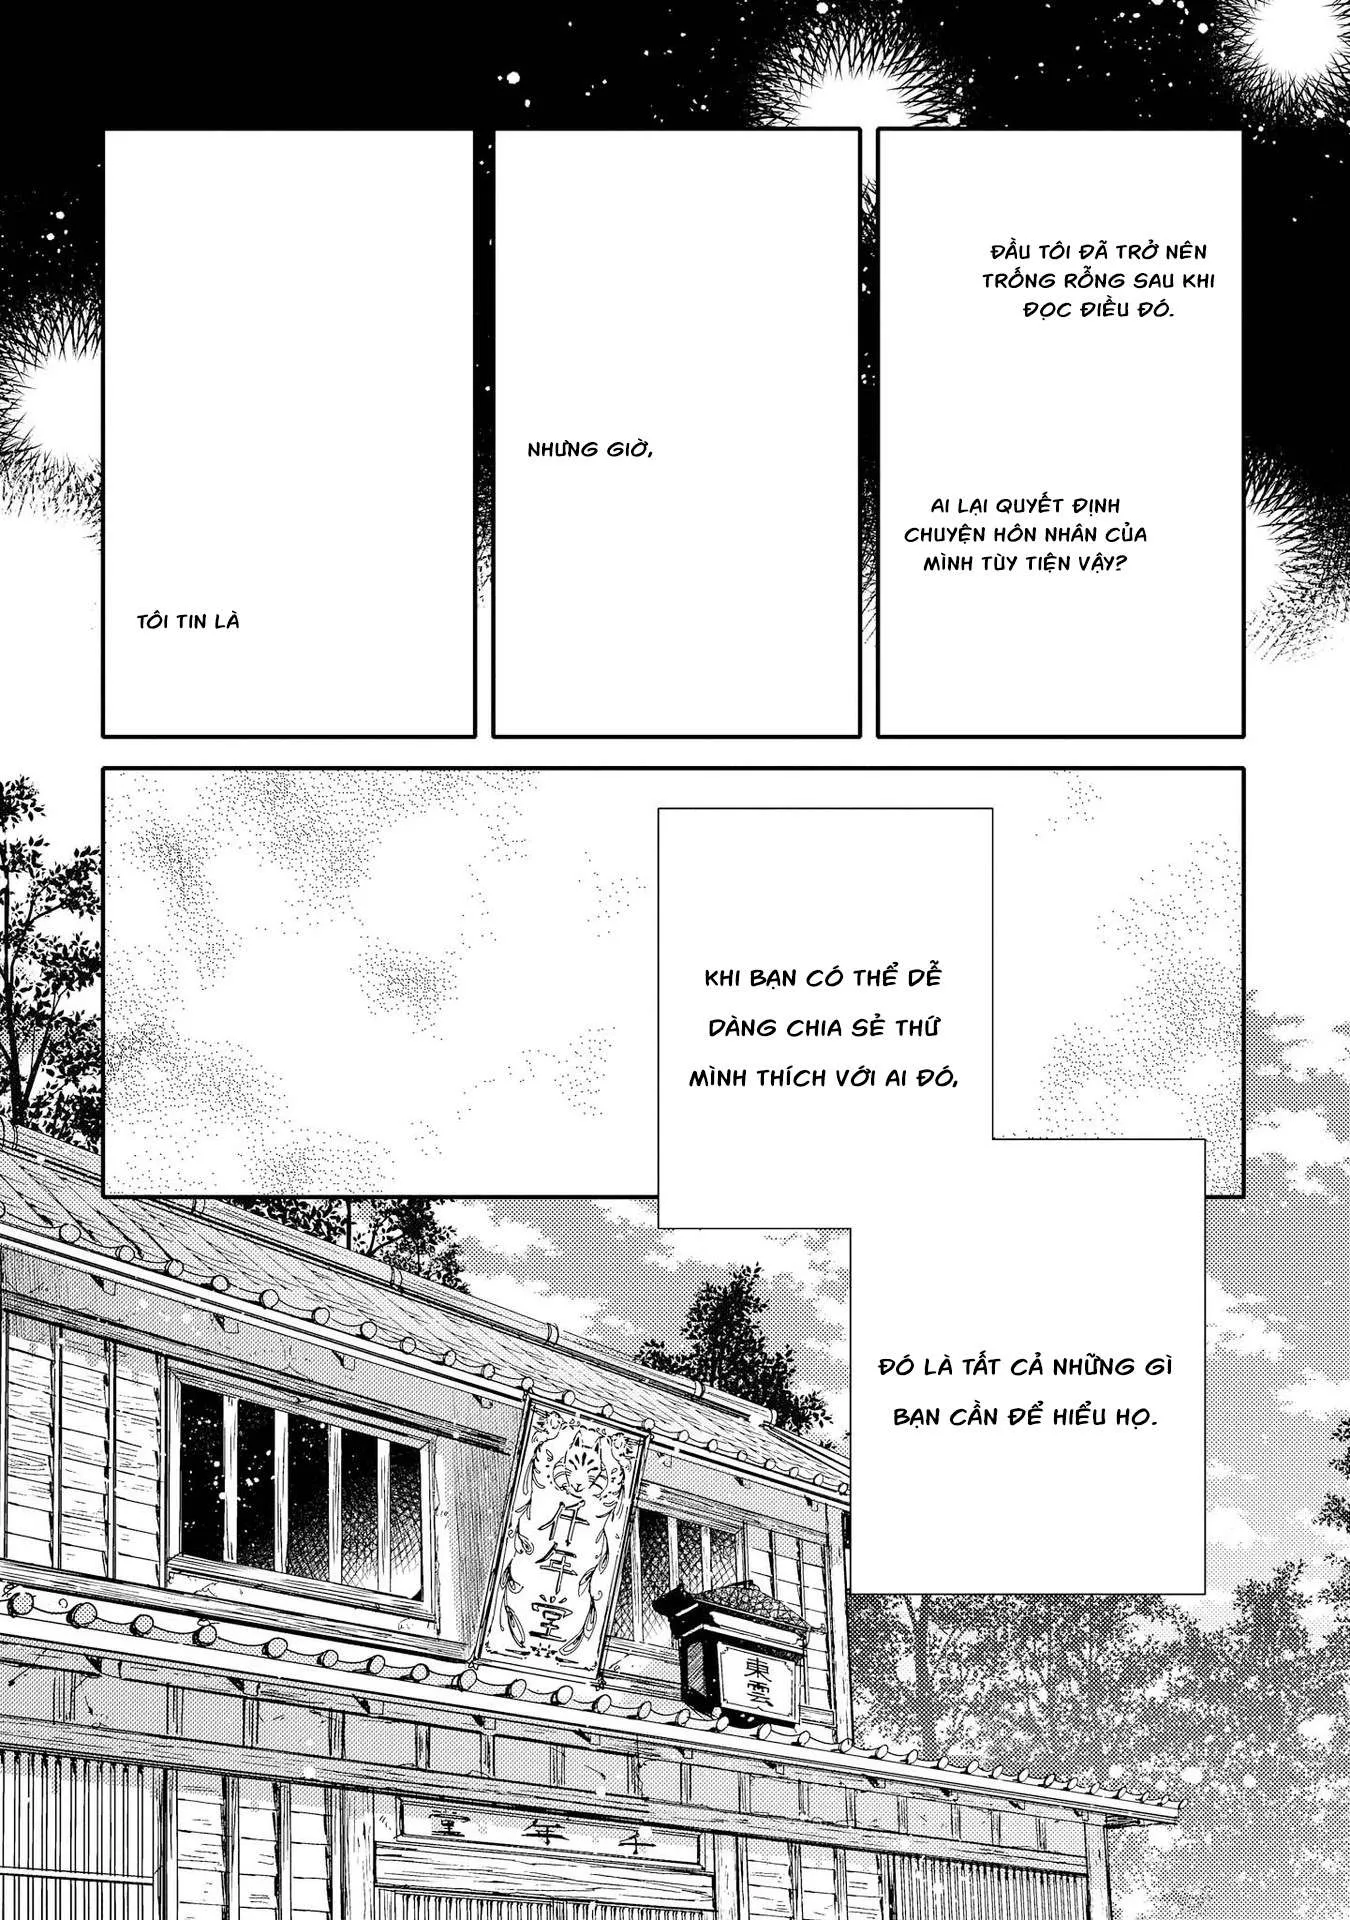 ĐẦU TÔI ĐÃ TRỞ NÊN
TRỐNG RỖNG SAU KHI
ĐỌC ĐIỀU ĐÓ.
AI LẠI QUYẾT ĐỊNH
CHUYỆN HÔN NHÂN CỦA
MÌNH TÙY TIỆN VẬY?
NHƯNG GIỜ,
TÔI TIN LÀ
KHI BẠN CÓ THỂ DỄ
DÀNG CHIA SẺ THỨ
MÌNH THÍCH VỚI AI ĐÓ,
ĐÓ LÀ TẤT CẢ NHỮNG GÌ
BẠN CẦN ĐỂ HIỂU HỌ.
仟年堂
東雲
堂年千